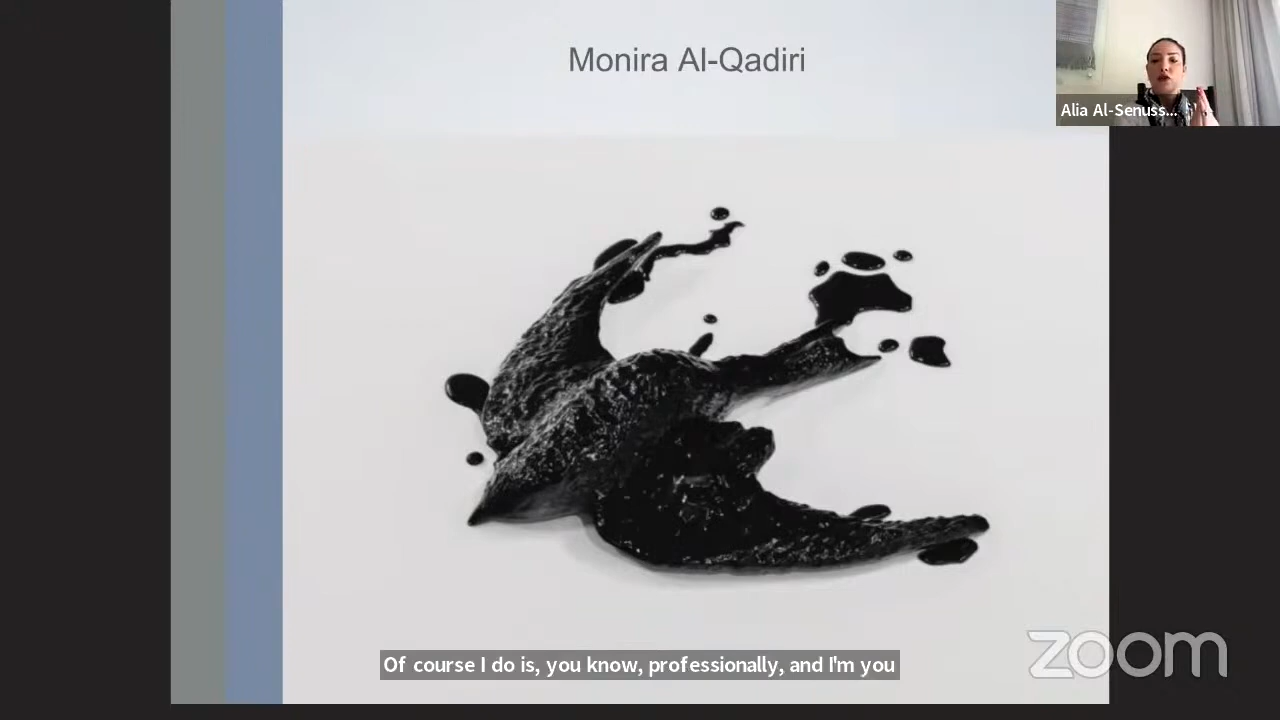 Monira Al-Qadiri
Alia Al-Senuss...
Of course I do is, you know, professionally, and I'm you
zoom